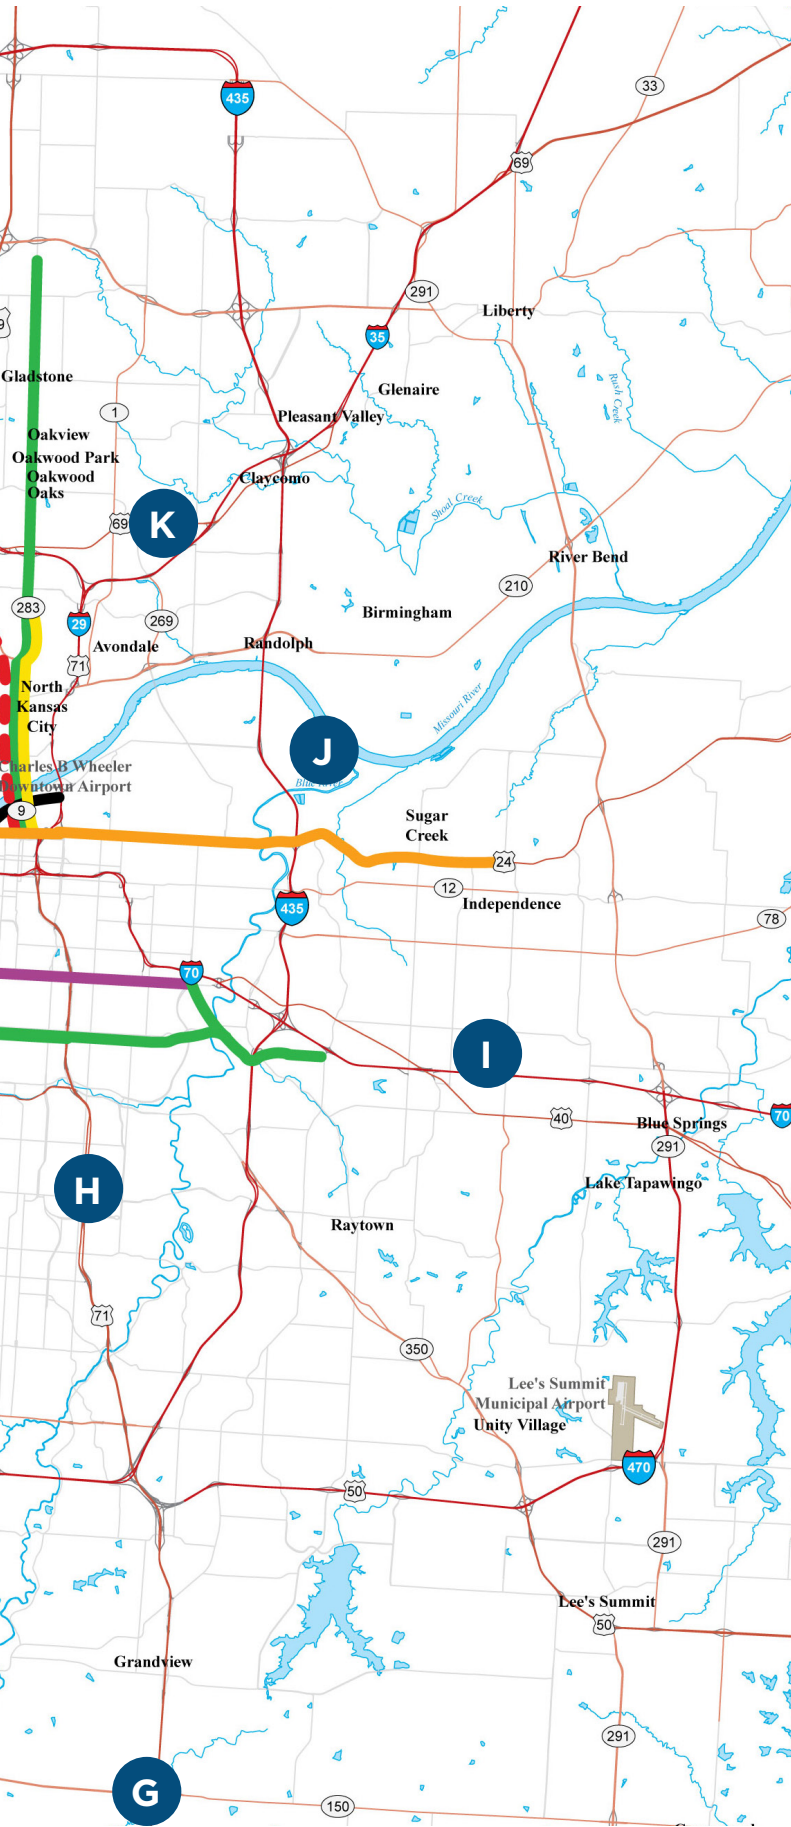 435
33
69
291
Liberty
9
35
Rush Creek
Gladstone
Glenaire
1
Pleasant Valley
Oakview
Oakwood Park
Oakwood
Oaks
Claycomo
Shoal Creek
69
K
River Bend
210
283
Birmingham
29
269
Avondale
Randolph
71
North
Kansas
City
Missouri River
J
Charles B Wheeler
Downtown Airport
Blue River
9
Sugar
Creek
24
12
Independence
435
78
70
I
40
70
Blue Springs
291
H
Lake Tapawingo
Raytown
71
350
Lee's Summit
Municipal Airport
Unity Village
470
50
291
Lee's Summit
50
Grandview
291
G
150